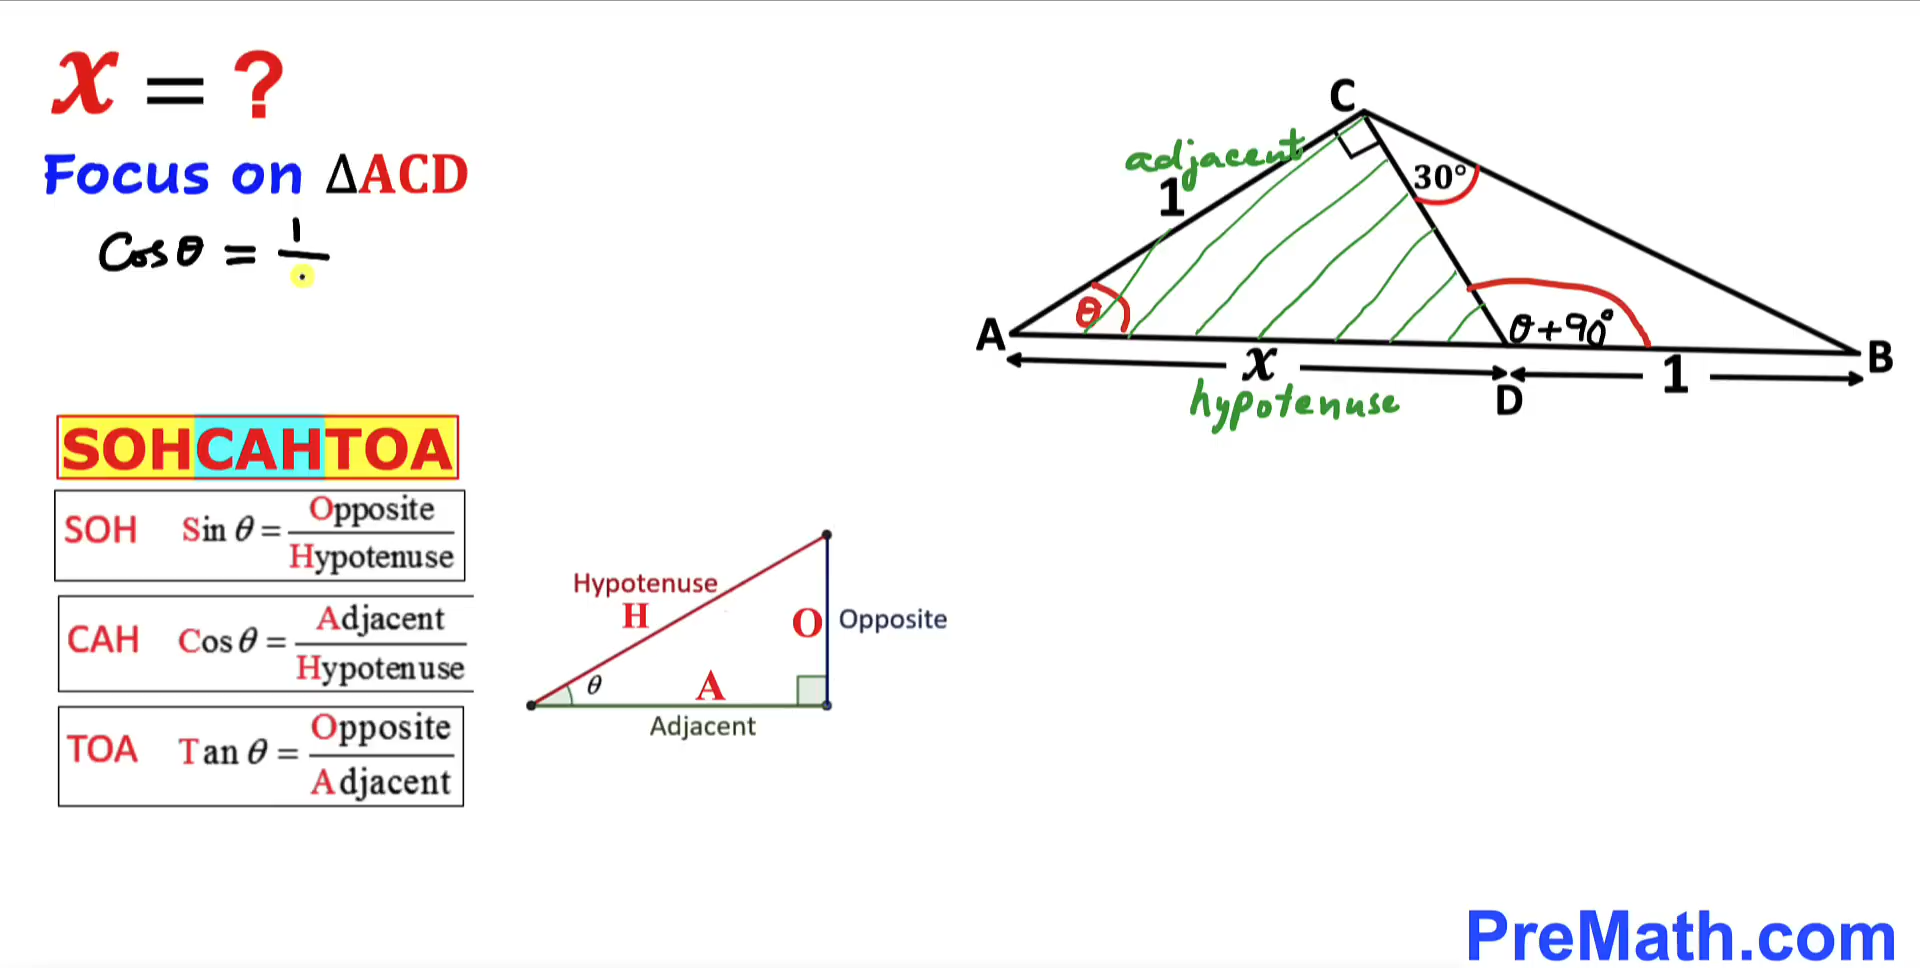 x = ?
Focus on ΔACD
Cos θ = 1/
SOHCAHTOA
SOH Sin θ = Opposite/Hypotenuse
CAH Cos θ = Adjacent/Hypotenuse
TOA Tan θ = Opposite/Adjacent
Hypotenuse
H
O Opposite
θ
A
Adjacent
C
adjacent
1
30°
A
θ
θ+90°
B
x
1
hypotenuse
D
PreMath.com